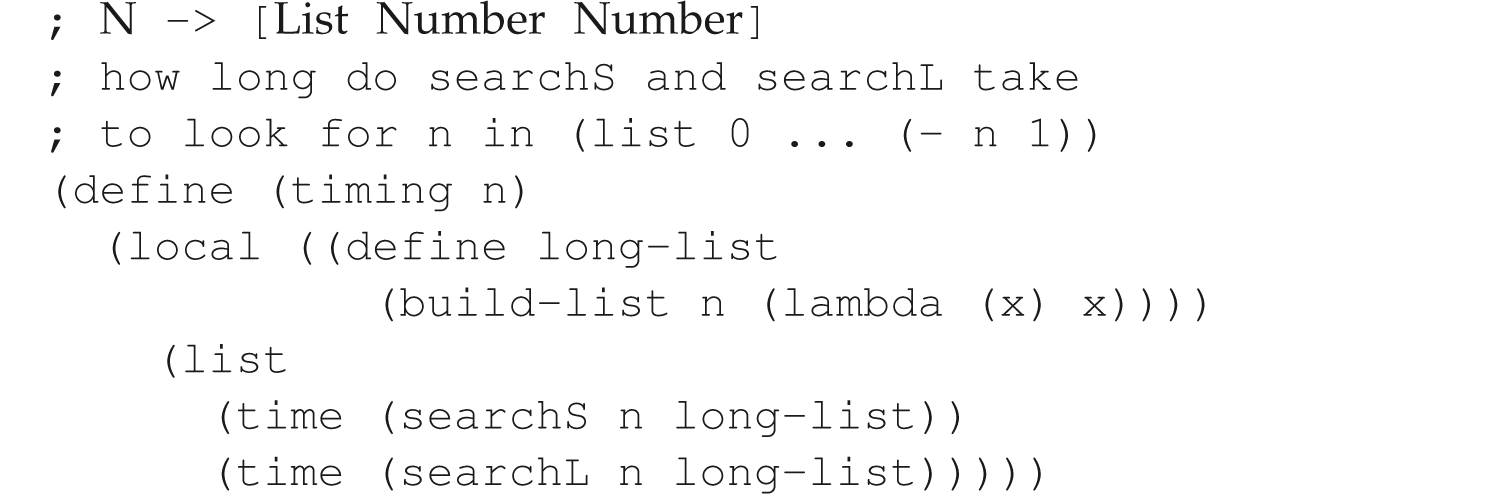 ; N -> [List Number Number]
; how long do searchS and searchL take
; to look for n in (list 0 ... (- n 1))
(define (timing n)
  (local ((define long-list
            (build-list n (lambda (x) x))))
    (list
      (time (searchS n long-list))
      (time (searchL n long-list)))))